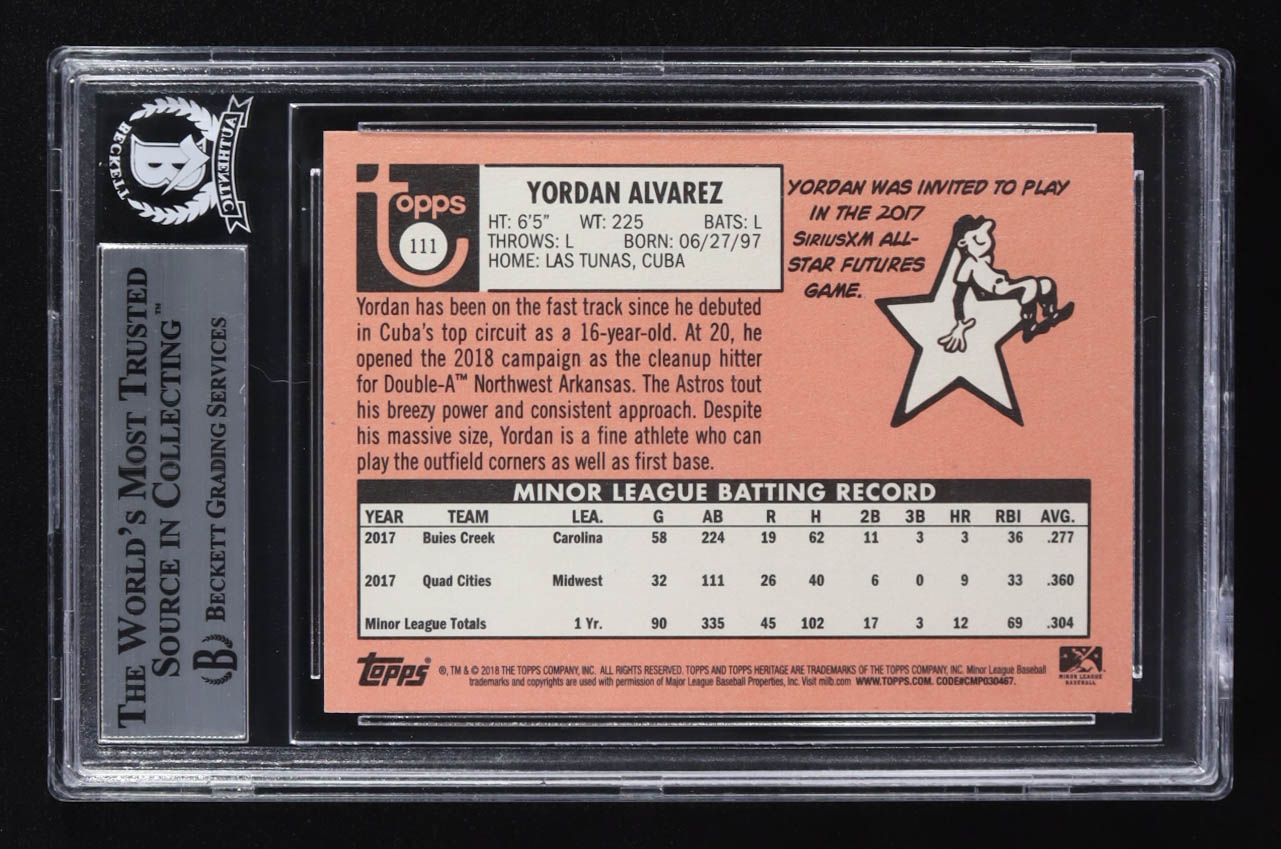 BECKETT
B
AUTHENTIC
THE WORLD'S MOST TRUSTED
SOURCE IN COLLECTING™
B BECKETT GRADING SERVICES
topps
111
YORDAN ALVAREZ
HT: 6'5" WT: 225 BATS: L
THROWS: L BORN: 06/27/97
HOME: LAS TUNAS, CUBA
YORDAN WAS INVITED TO PLAY
IN THE 2017
SIRIUSXM ALL-
STAR FUTURES
GAME.
Yordan has been on the fast track since he debuted
in Cuba's top circuit as a 16-year-old. At 20, he
opened the 2018 campaign as the cleanup hitter
for Double-A™ Northwest Arkansas. The Astros tout
his breezy power and consistent approach. Despite
his massive size, Yordan is a fine athlete who can
play the outfield corners as well as first base.
MINOR LEAGUE BATTING RECORD
YEAR TEAM LEA. G AB R H 2B 3B HR RBI AVG.
2017 Buies Creek Carolina 58 224 19 62 11 3 3 36 .277
2017 Quad Cities Midwest 32 111 26 40 6 0 9 33 .360
Minor League Totals 1 Yr. 90 335 45 102 17 3 12 69 .304
topps ®, TM & © 2018 THE TOPPS COMPANY, INC. ALL RIGHTS RESERVED. TOPPS AND TOPPS HERITAGE ARE TRADEMARKS OF THE TOPPS COMPANY, INC. Minor League Baseball
trademarks and copyrights are used with permission of Major League Baseball Properties, Inc. Visit milb.com WWW.TOPPS.COM. CODE#CMP030467.
MINOR LEAGUE
BASEBALL